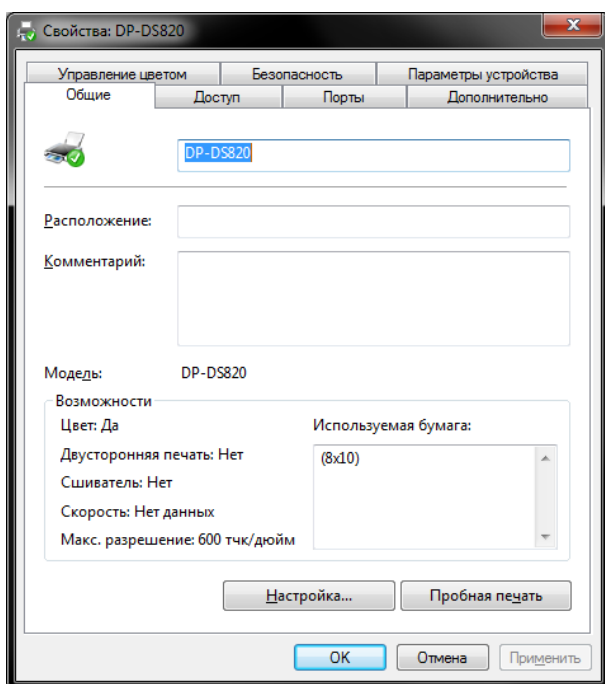 Свойства: DP-DS820
Управление цветом Безопасность Параметры устройства
Общие Доступ Порты Дополнительно
DP-DS820
Расположение:
Комментарий:
Модель: DP-DS820
Возможности
Цвет: Да Используемая бумага:
Двусторонняя печать: Нет (8x10)
Сшиватель: Нет
Скорость: Нет данных
Макс. разрешение: 600 тчк/дюйм
Настройка... Пробная печать
OK Отмена Применить